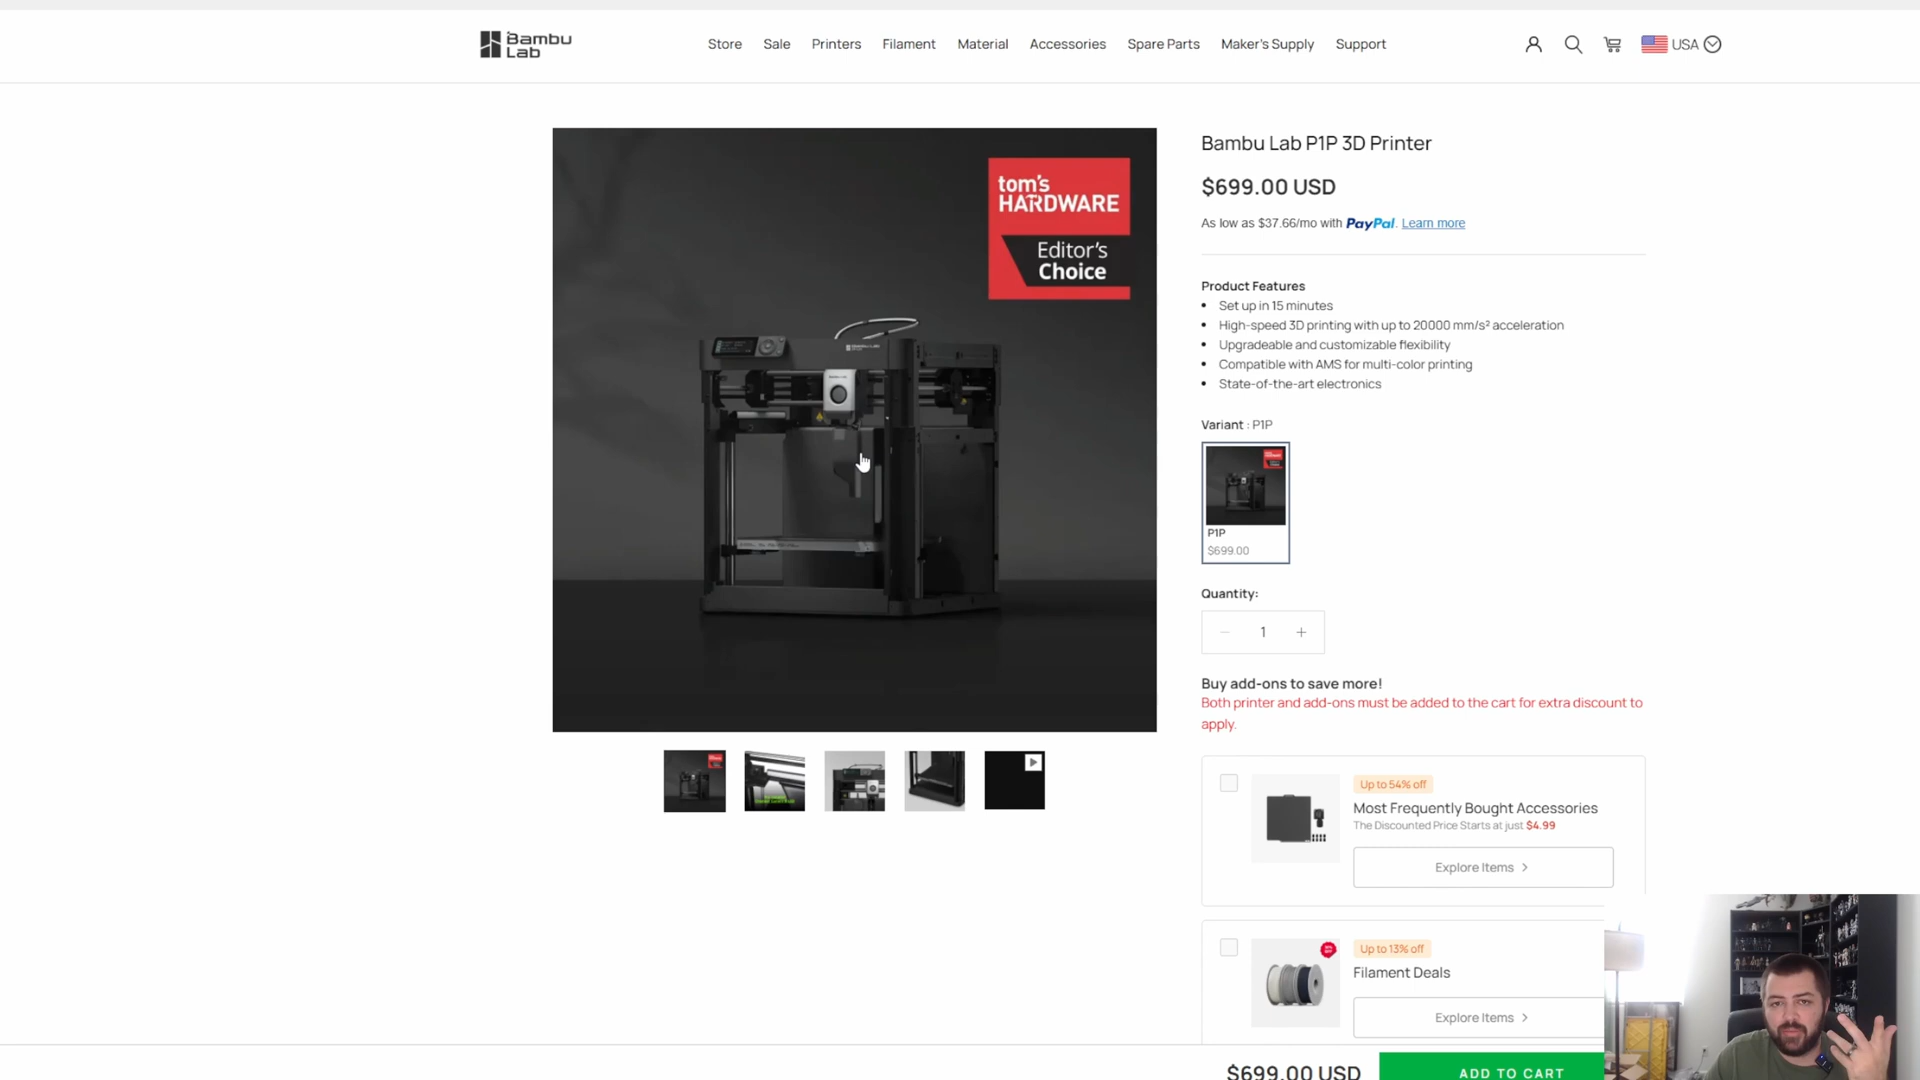 Bambu
Lab
Store
Sale
Printers
Filament
Material
Accessories
Spare Parts
Maker's Supply
Support
USA
tom's
HARDWARE
Editor's
Choice
Bambu Lab P1P 3D Printer
$699.00 USD
As low as $37.66/mo with PayPal. Learn more
Product Features
Set up in 15 minutes
High-speed 3D printing with up to 20000 mm/s² acceleration
Upgradeable and customizable flexibility
Compatible with AMS for multi-color printing
State-of-the-art electronics
Variant : P1P
P1P
$699.00
Quantity:
1
Buy add-ons to save more!
Both printer and add-ons must be added to the cart for extra discount to
apply.
Up to 54% off
Most Frequently Bought Accessories
The Discounted Price Starts at just $4.99
Explore Items
Up to 13% off
Filament Deals
Explore Items
$699.00 USD
ADD TO CART